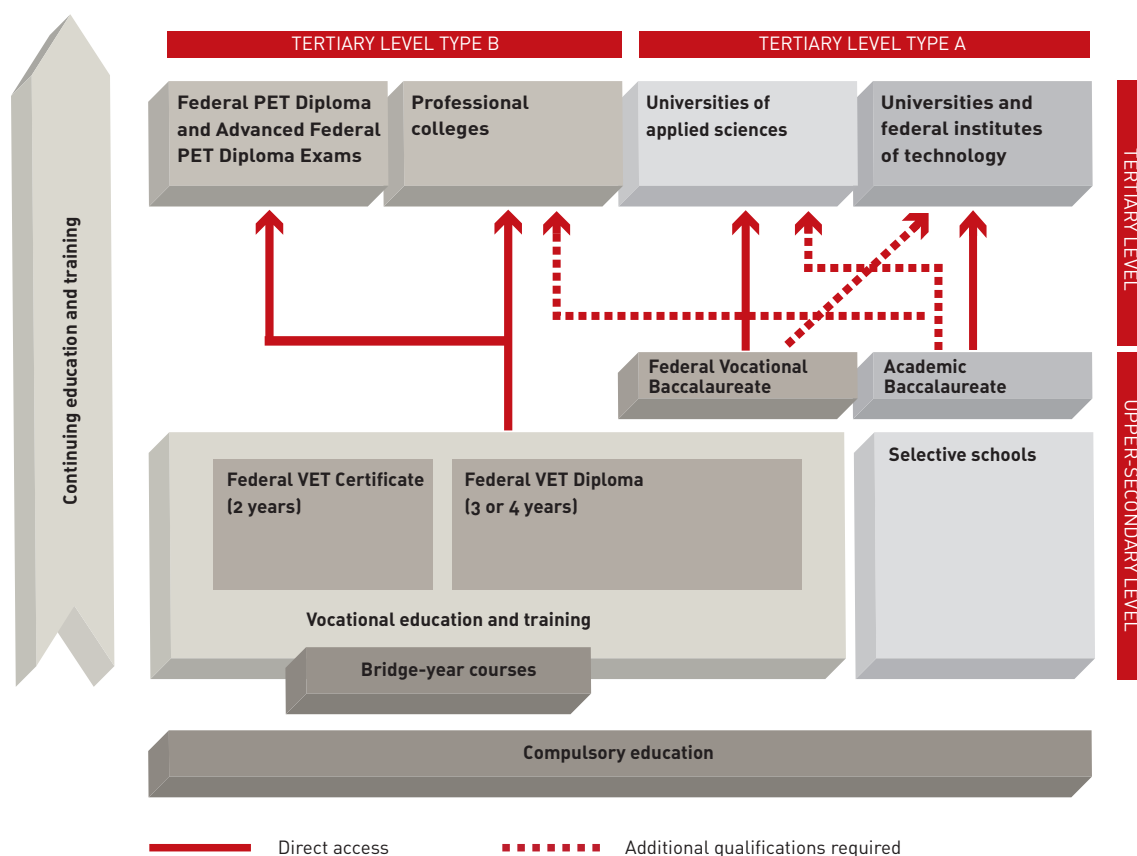 TERTIARY LEVEL TYPE B
TERTIARY LEVEL TYPE A
Federal PET Diploma
and Advanced Federal
PET Diploma Exams
Professional
colleges
Universities of
applied sciences
Universities and
federal institutes
of technology
TERTIARY LEVEL
Continuing education and training
Federal Vocational
Baccalaureate
Academic
Baccalaureate
UPPER-SECONDARY LEVEL
Federal VET Certificate
(2 years)
Federal VET Diploma
(3 or 4 years)
Selective schools
Vocational education and training
Bridge-year courses
Compulsory education
Direct access
Additional qualifications required